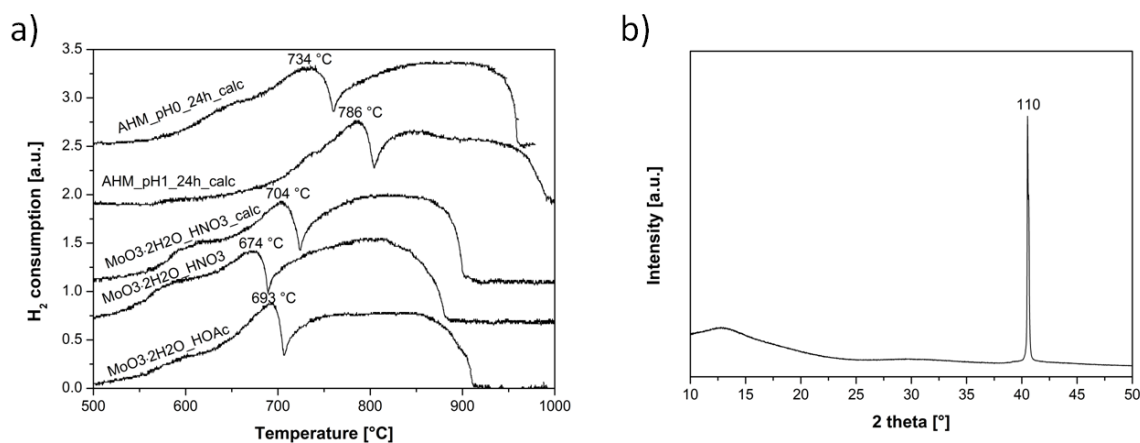 a)
3.5
3.0
2.5
2.0
1.5
1.0
0.5
0.0
H₂ consumption [a.u.]
734 °C
AHM_pH0_24h_calc
786 °C
AHM_pH1_24h_calc
704 °C
MoO3·2H2O_HNO3_calc
674 °C
MoO3·2H2O_HNO3
693 °C
MoO3·2H2O_HOAc
500 600 700 800 900 1000
Temperature [°C]
b)
Intensity [a.u.]
110
10 15 20 25 30 35 40 45 50
2 theta [°]